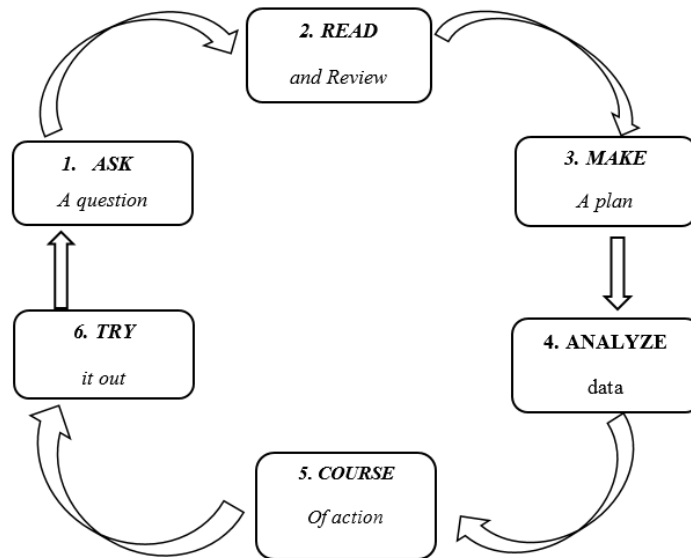 1. ASK
A question
2. READ
and Review
3. MAKE
A plan
4. ANALYZE
data
5. COURSE
Of action
6. TRY
it out